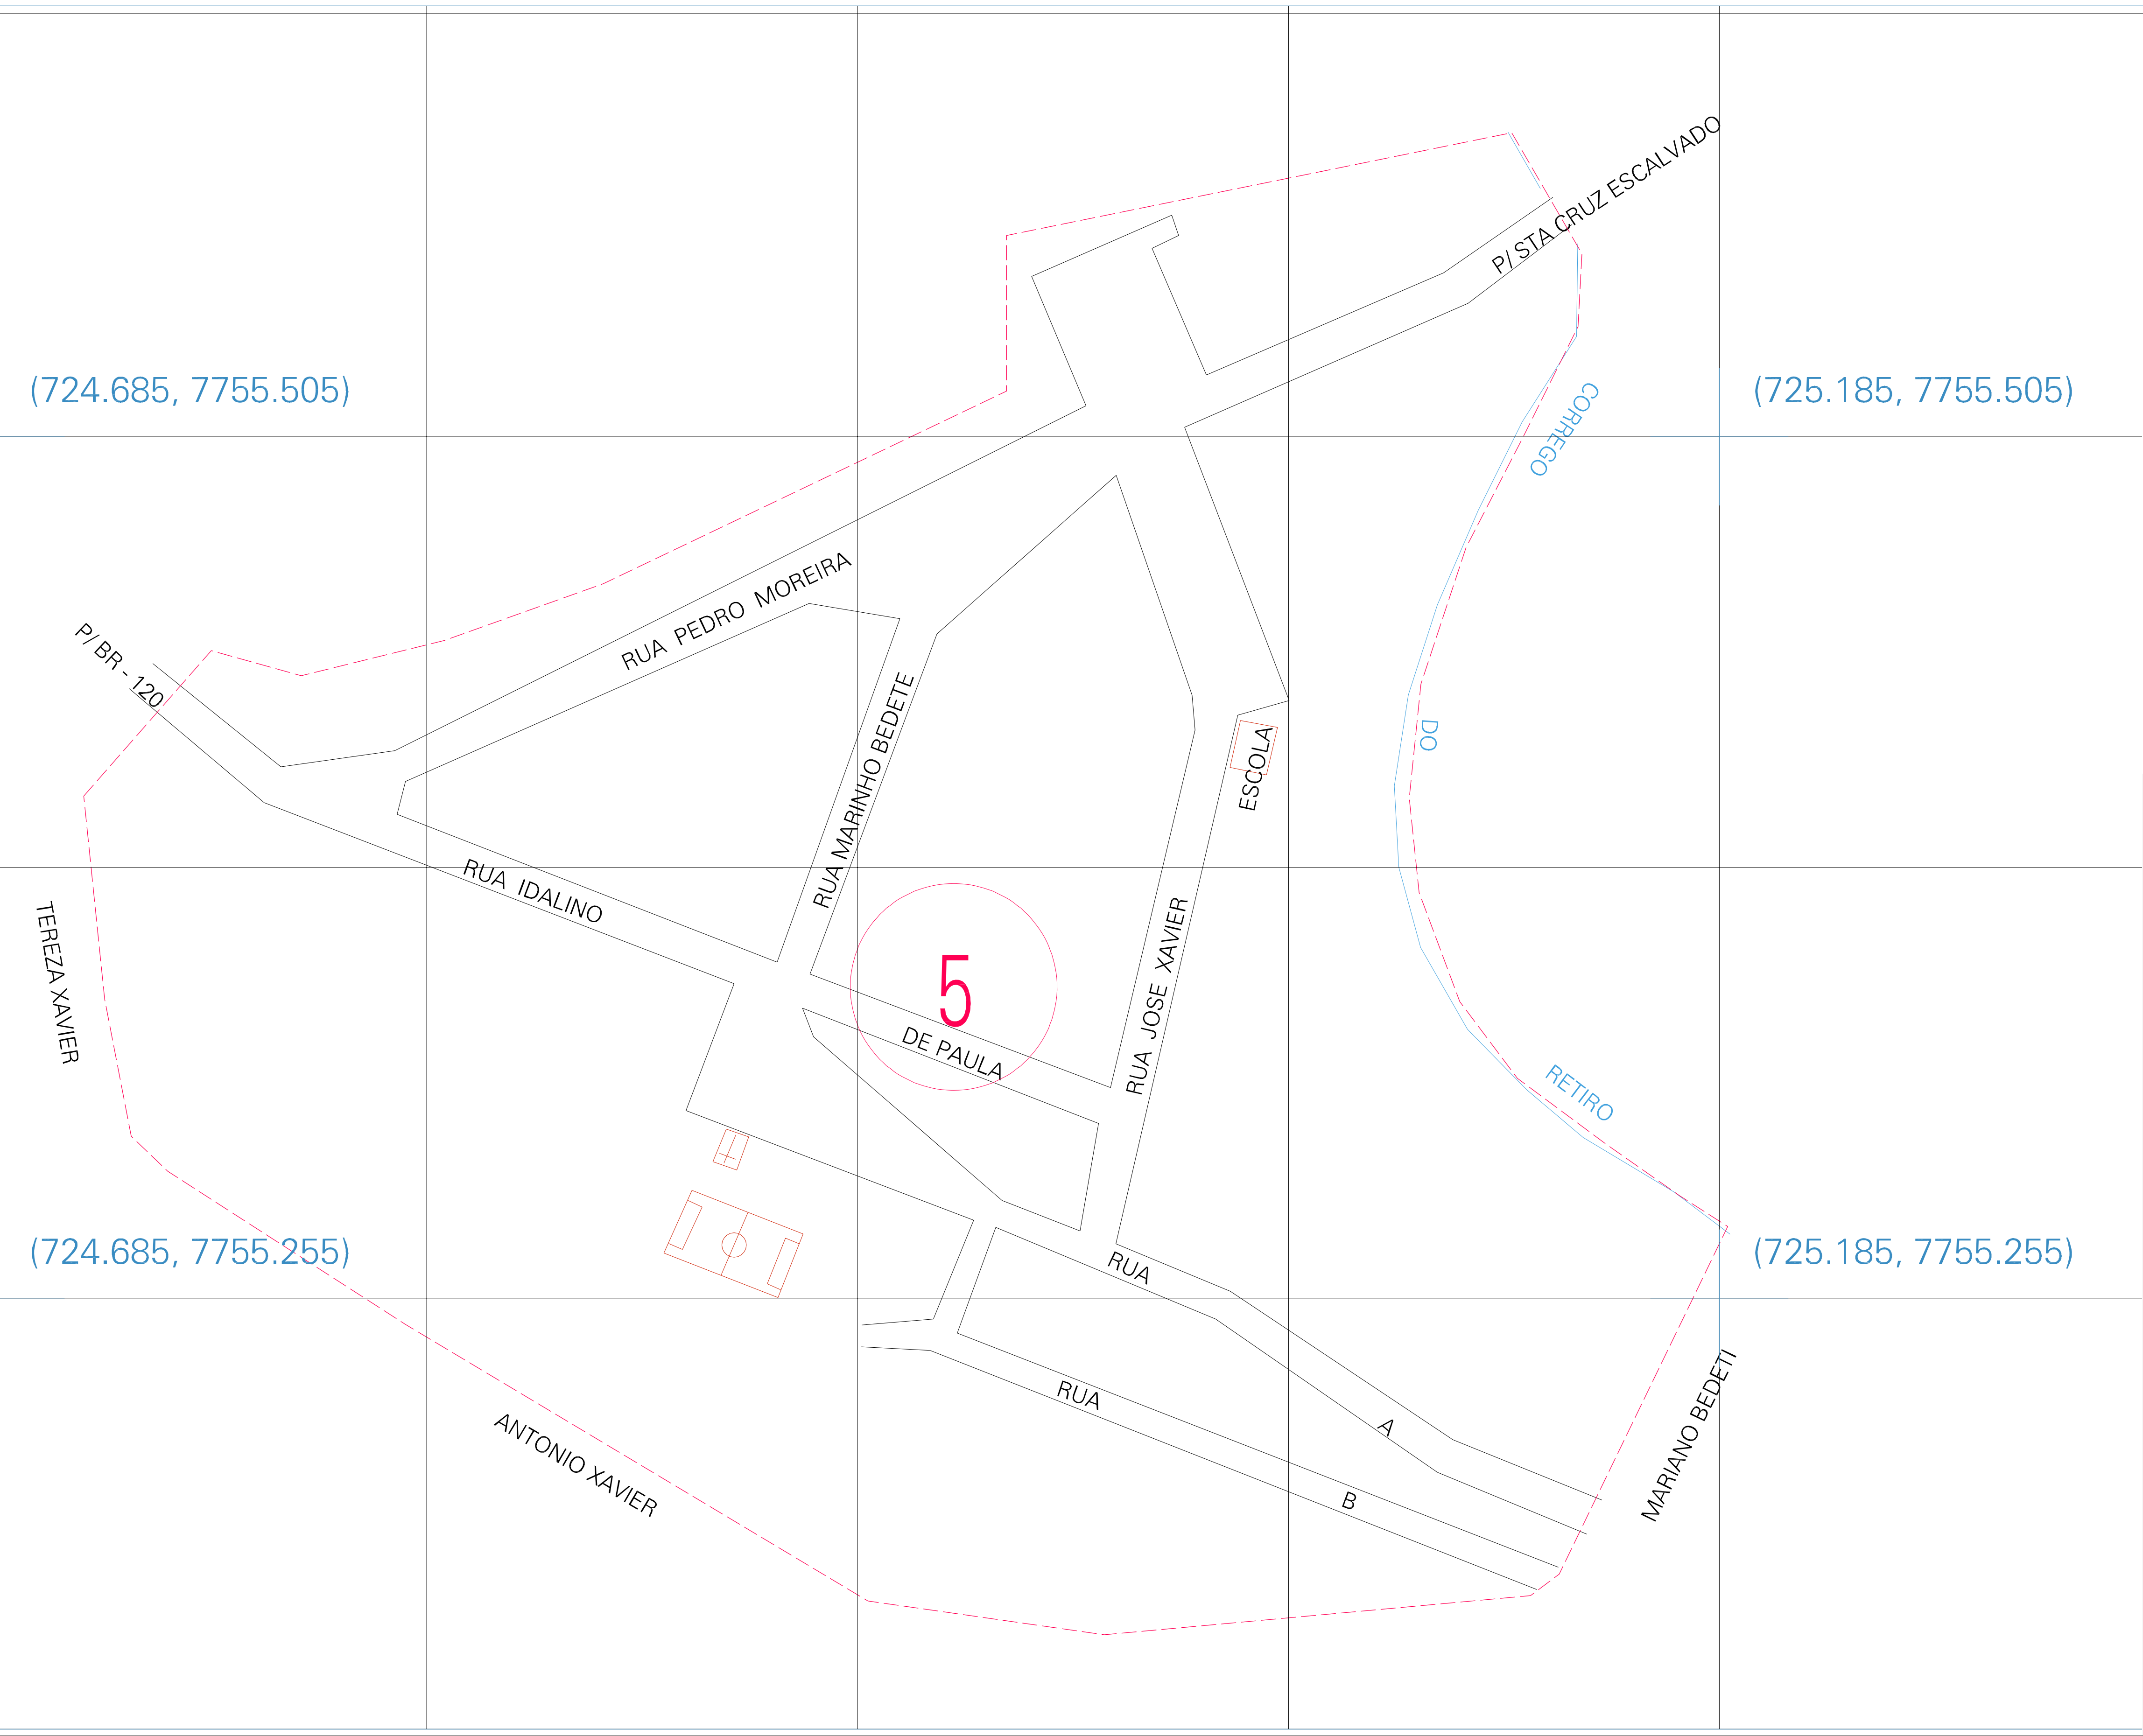 P/ STA CRUZ ESCALVADO
(724.685, 7755.505)
(725.185, 7755.505)
CORREGO
DO
RETIRO
RUA PEDRO MOREIRA
P/ BR - 120
RUA MARINHO BEDETE
ESCOLA
RUA IDALINO
DE PAULA
TEREZA XAVIER
5
RUA JOSE XAVIER
(724.685, 7755.255)
(725.185, 7755.255)
RUA
A
RUA
B
MARIANO BEDETI
ANTONIO XAVIER